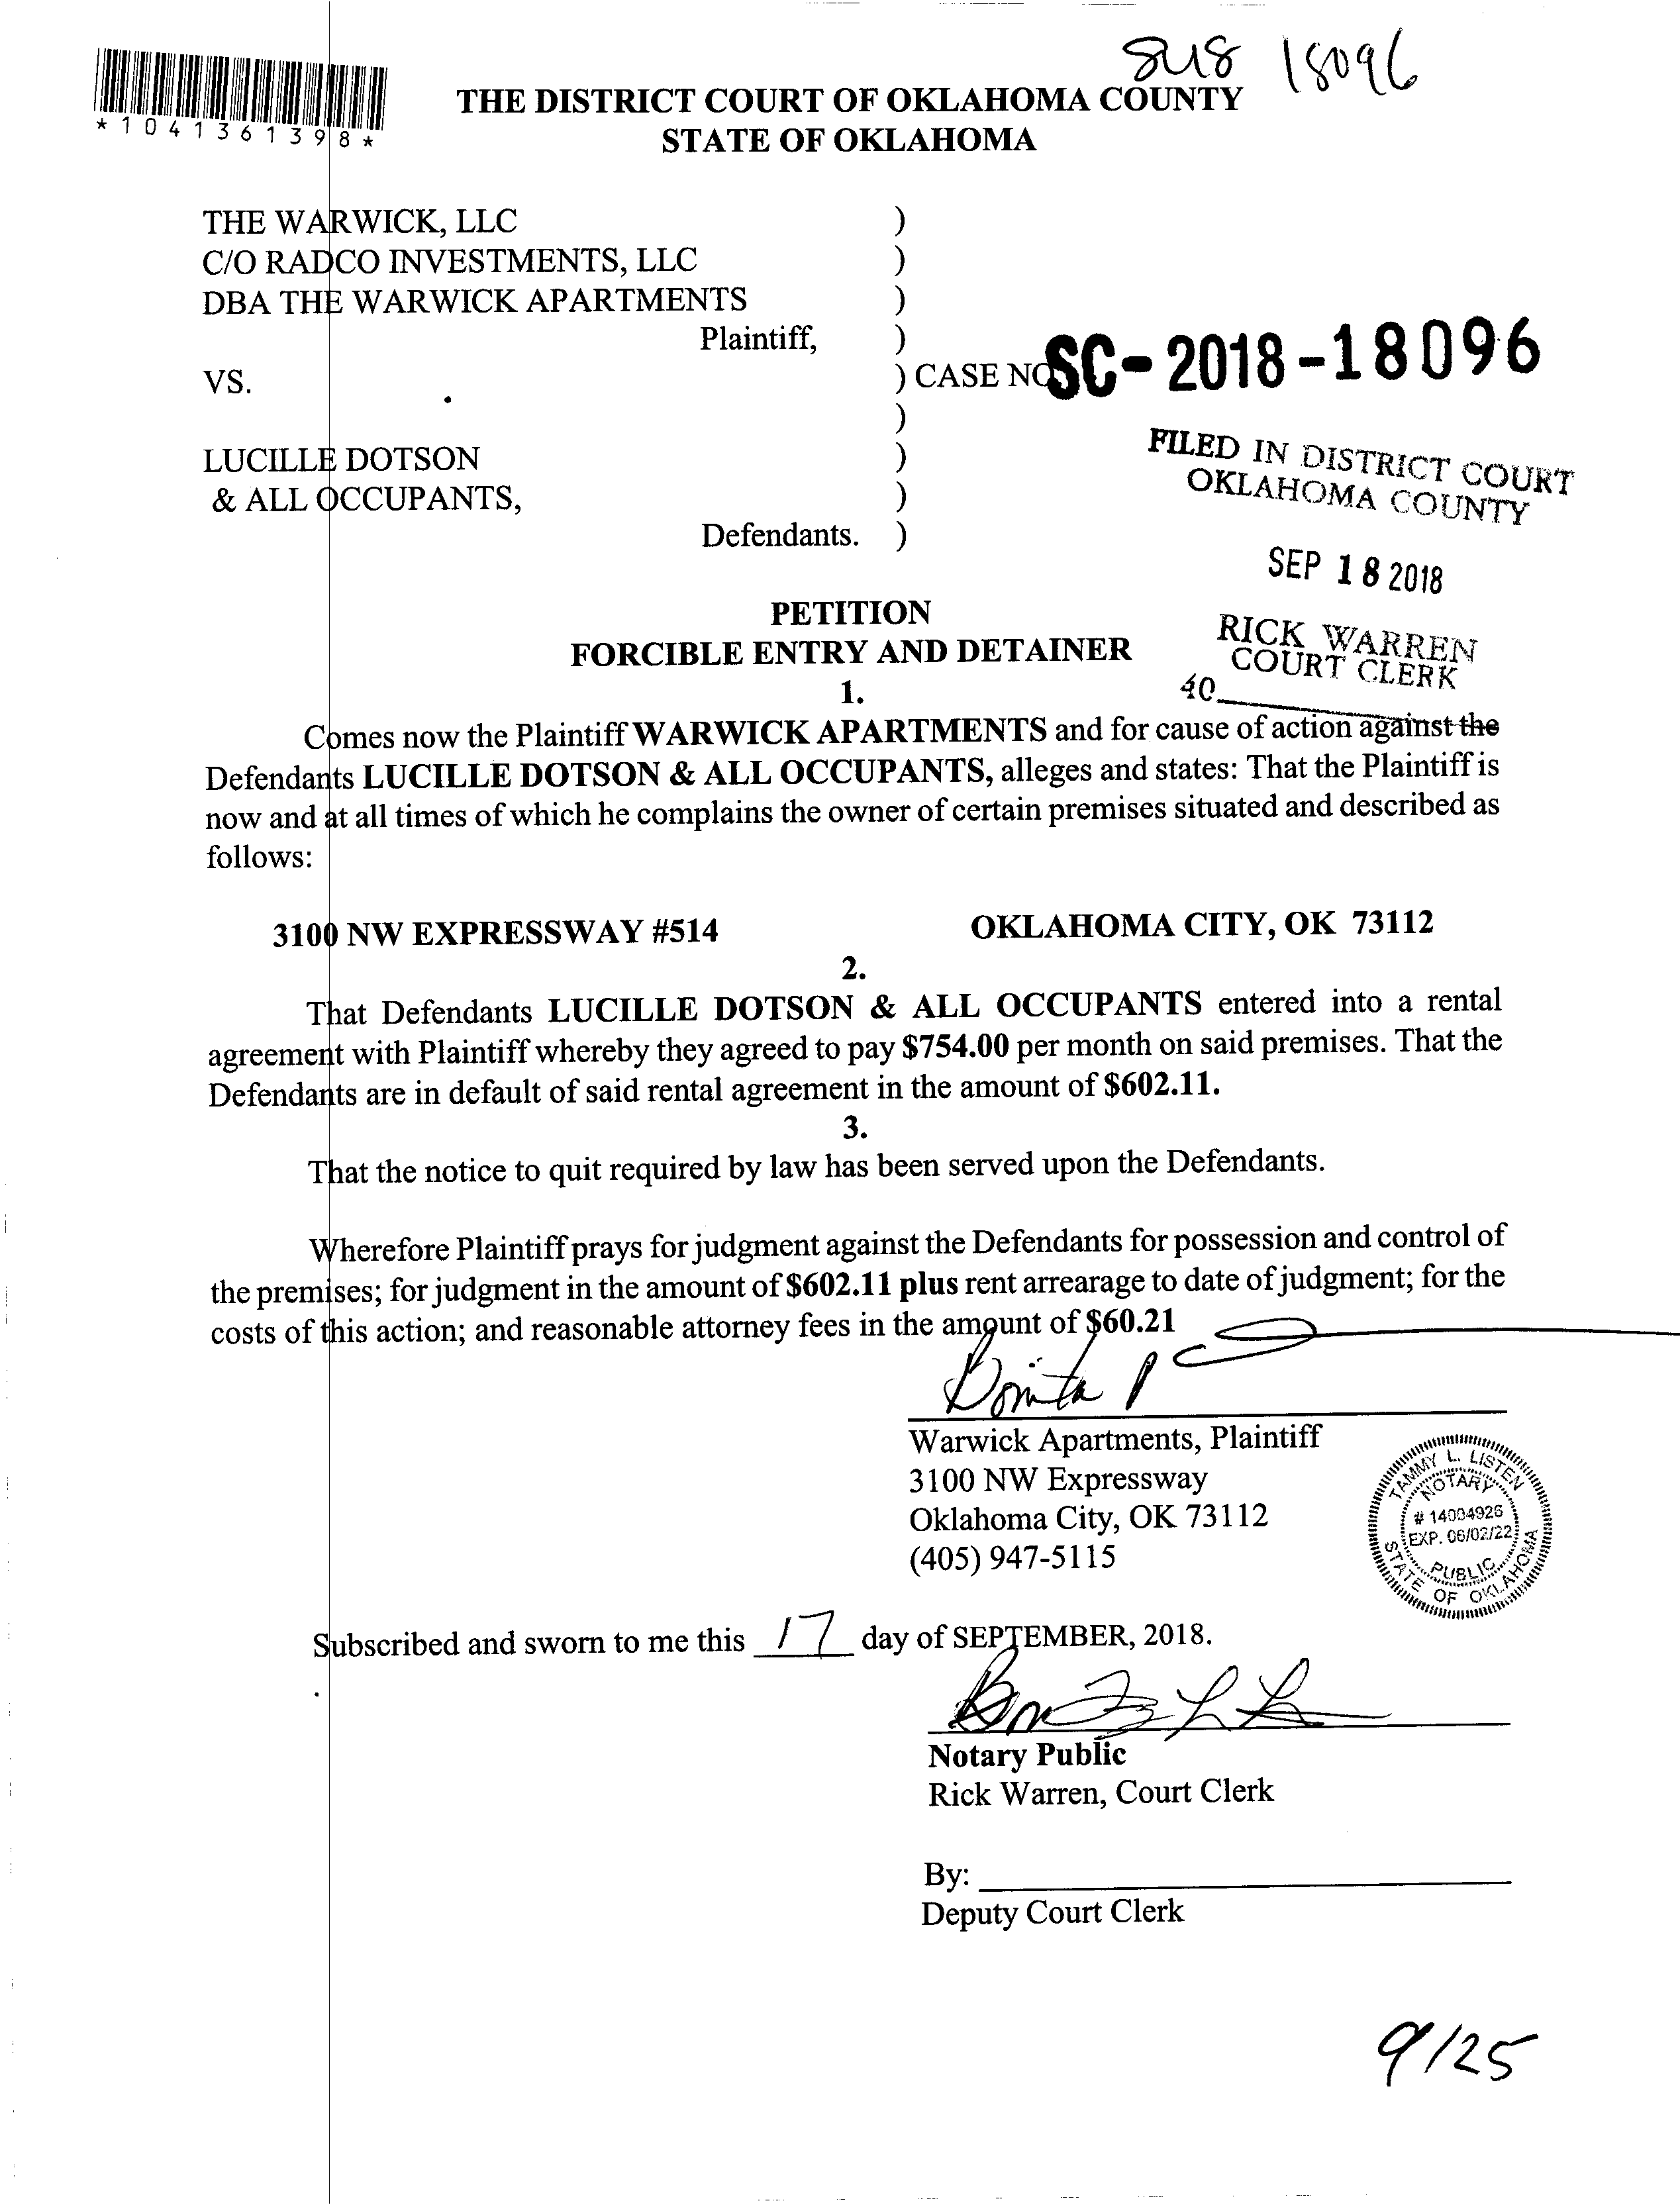 18096
*1041361398*
THE DISTRICT COURT OF OKLAHOMA COUNTY
STATE OF OKLAHOMA
THE WARWICK, LLC )
C/O RADCO INVESTMENTS, LLC )
DBA THE WARWICK APARTMENTS )
Plaintiff, )
VS. ) CASE NO SC-2018-18096
)
LUCILLE DOTSON )
& ALL OCCUPANTS, )
Defendants. )
FILED IN DISTRICT COURT
OKLAHOMA COUNTY
SEP 18 2018
RICK WARREN
COURT CLERK
40
PETITION
FORCIBLE ENTRY AND DETAINER
1.
Comes now the Plaintiff WARWICK APARTMENTS and for cause of action against the
Defendants LUCILLE DOTSON & ALL OCCUPANTS, alleges and states: That the Plaintiff is
now and at all times of which he complains the owner of certain premises situated and described as
follows:
3100 NW EXPRESSWAY #514 OKLAHOMA CITY, OK 73112
2.
That Defendants LUCILLE DOTSON & ALL OCCUPANTS entered into a rental
agreement with Plaintiff whereby they agreed to pay $754.00 per month on said premises. That the
Defendants are in default of said rental agreement in the amount of $602.11.
3.
That the notice to quit required by law has been served upon the Defendants.
Wherefore Plaintiff prays for judgment against the Defendants for possession and control of
the premises; for judgment in the amount of $602.11 plus rent arrearage to date of judgment; for the
costs of this action; and reasonable attorney fees in the amount of $60.21
Bonita P
Warwick Apartments, Plaintiff
3100 NW Expressway
Oklahoma City, OK 73112
(405) 947-5115
TAMMY L. LISTEN
NOTARY
# 14004926
EXP. 06/02/22
PUBLIC
STATE OF OKLAHOMA
Subscribed and sworn to me this 17 day of SEPTEMBER, 2018.
Notary Public
Rick Warren, Court Clerk
By:
Deputy Court Clerk
9/25